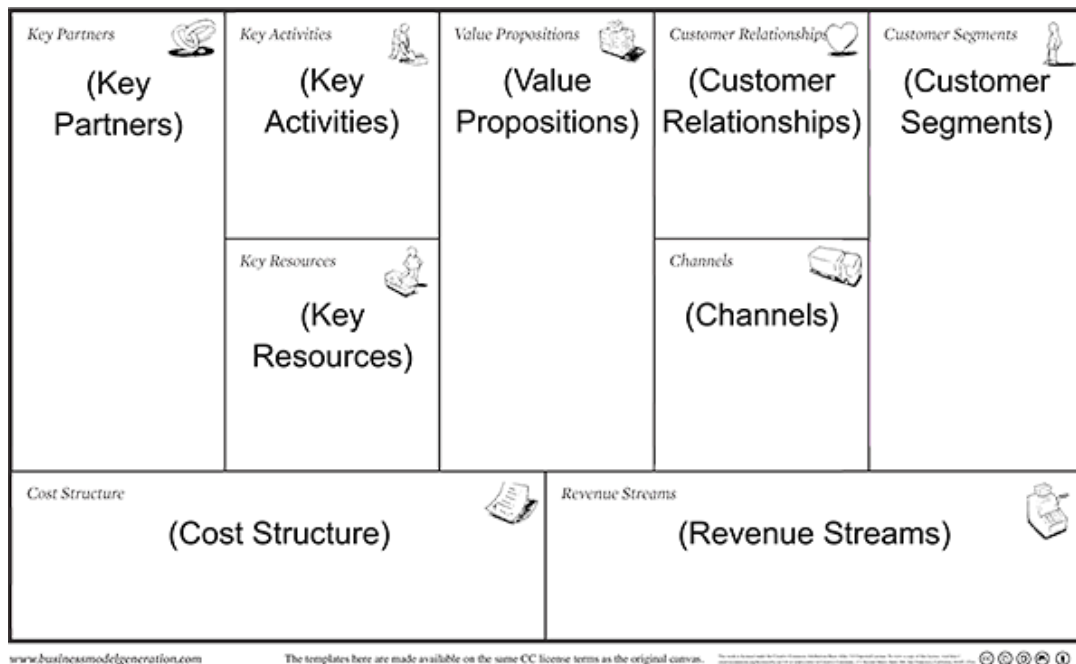 Key Partners
(Key
Partners)
Key Activities
(Key
Activities)
Key Resources
(Key
Resources)
Value Propositions
(Value
Propositions)
Customer Relationships
(Customer
Relationships)
Channels
(Channels)
Customer Segments
(Customer
Segments)
Cost Structure
(Cost Structure)
Revenue Streams
(Revenue Streams)
www.businessmodelgeneration.com
The templates here are made available on the same CC license terms as the original canvas.